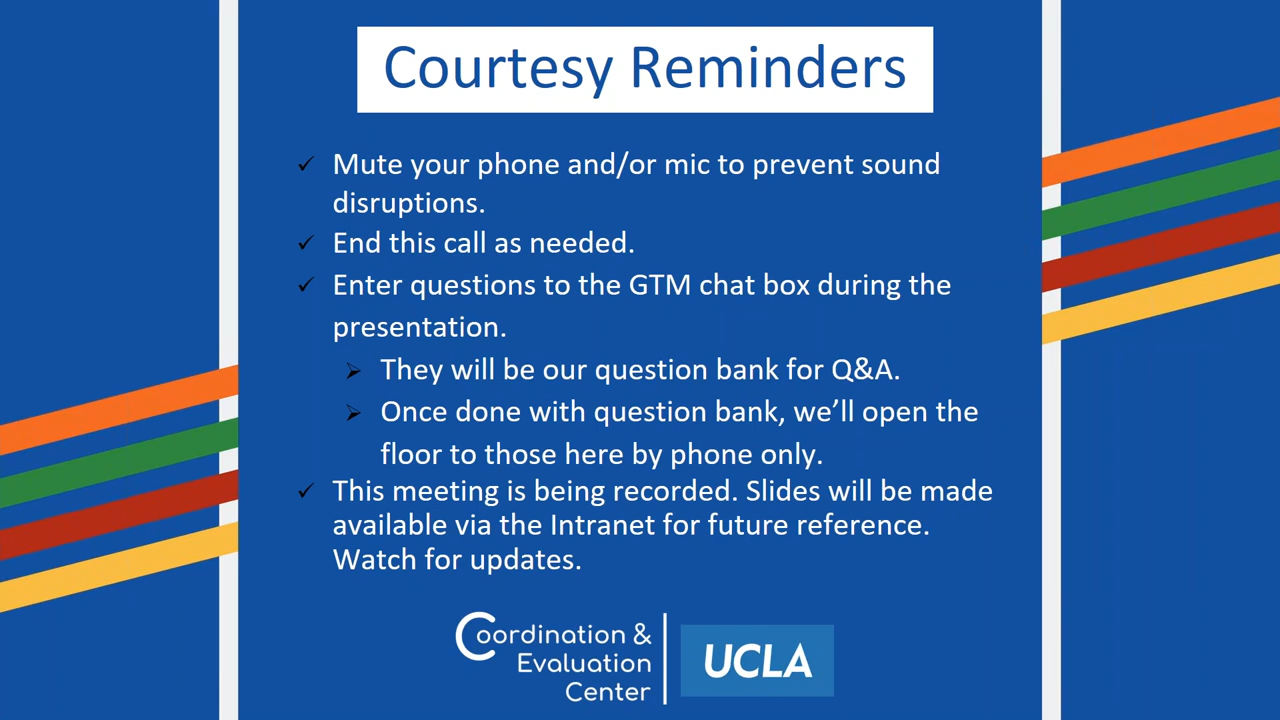 Courtesy Reminders
Mute your phone and/or mic to prevent sound
disruptions.
End this call as needed.
Enter questions to the GTM chat box during the
presentation.
They will be our question bank for Q&A.
Once done with question bank, we’ll open the
floor to those here by phone only.
This meeting is being recorded. Slides will be made
available via the Intranet for future reference.
Watch for updates.
Coordination &
Evaluation
Center
UCLA